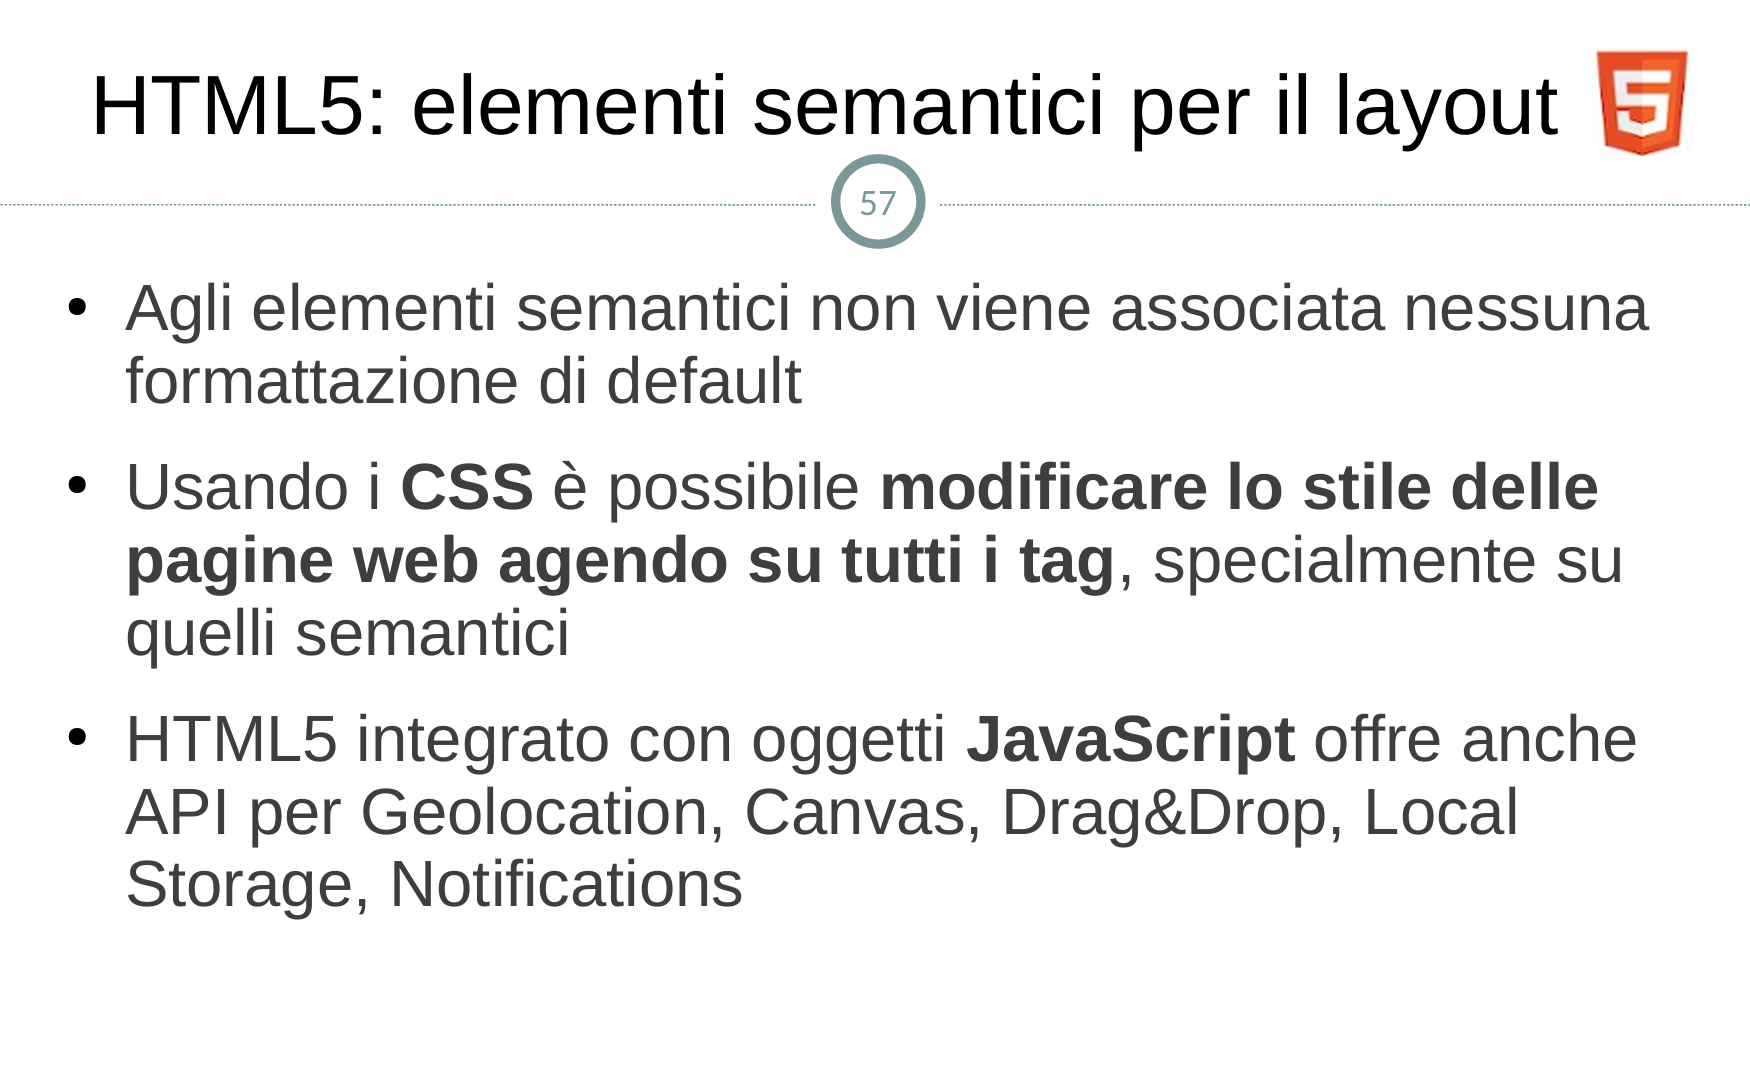 HTML5: elementi semantici per il layout
5
57
• Agli elementi semantici non viene associata nessuna
formattazione di default
• Usando i CSS è possibile modificare lo stile delle
pagine web agendo su tutti i tag, specialmente su
quelli semantici
• HTML5 integrato con oggetti JavaScript offre anche
API per Geolocation, Canvas, Drag&Drop, Local
Storage, Notifications